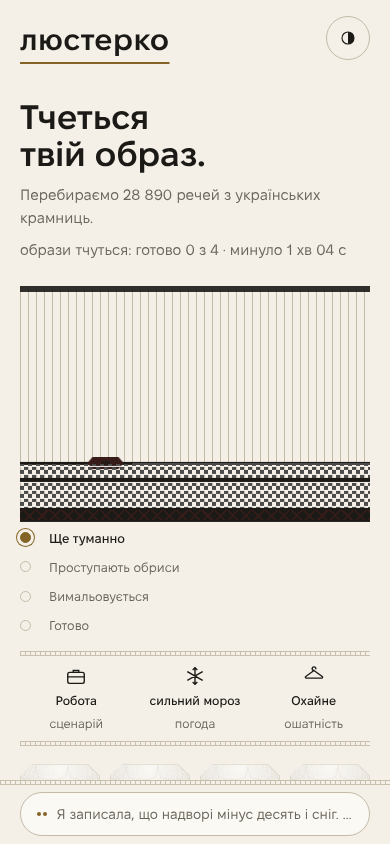 люстерко
Тчеться
твій образ.
Перебираємо 28 890 речей з українських
крамниць.
образи тчуться: готово 0 з 4 · минуло 1 хв 04 с
Ще туманно
Проступають обриси
Вимальовується
Готово
Робота
сценарій
сильний мороз
погода
Охайне
ошатність
Я записала, що надворі мінус десять і сніг. ...